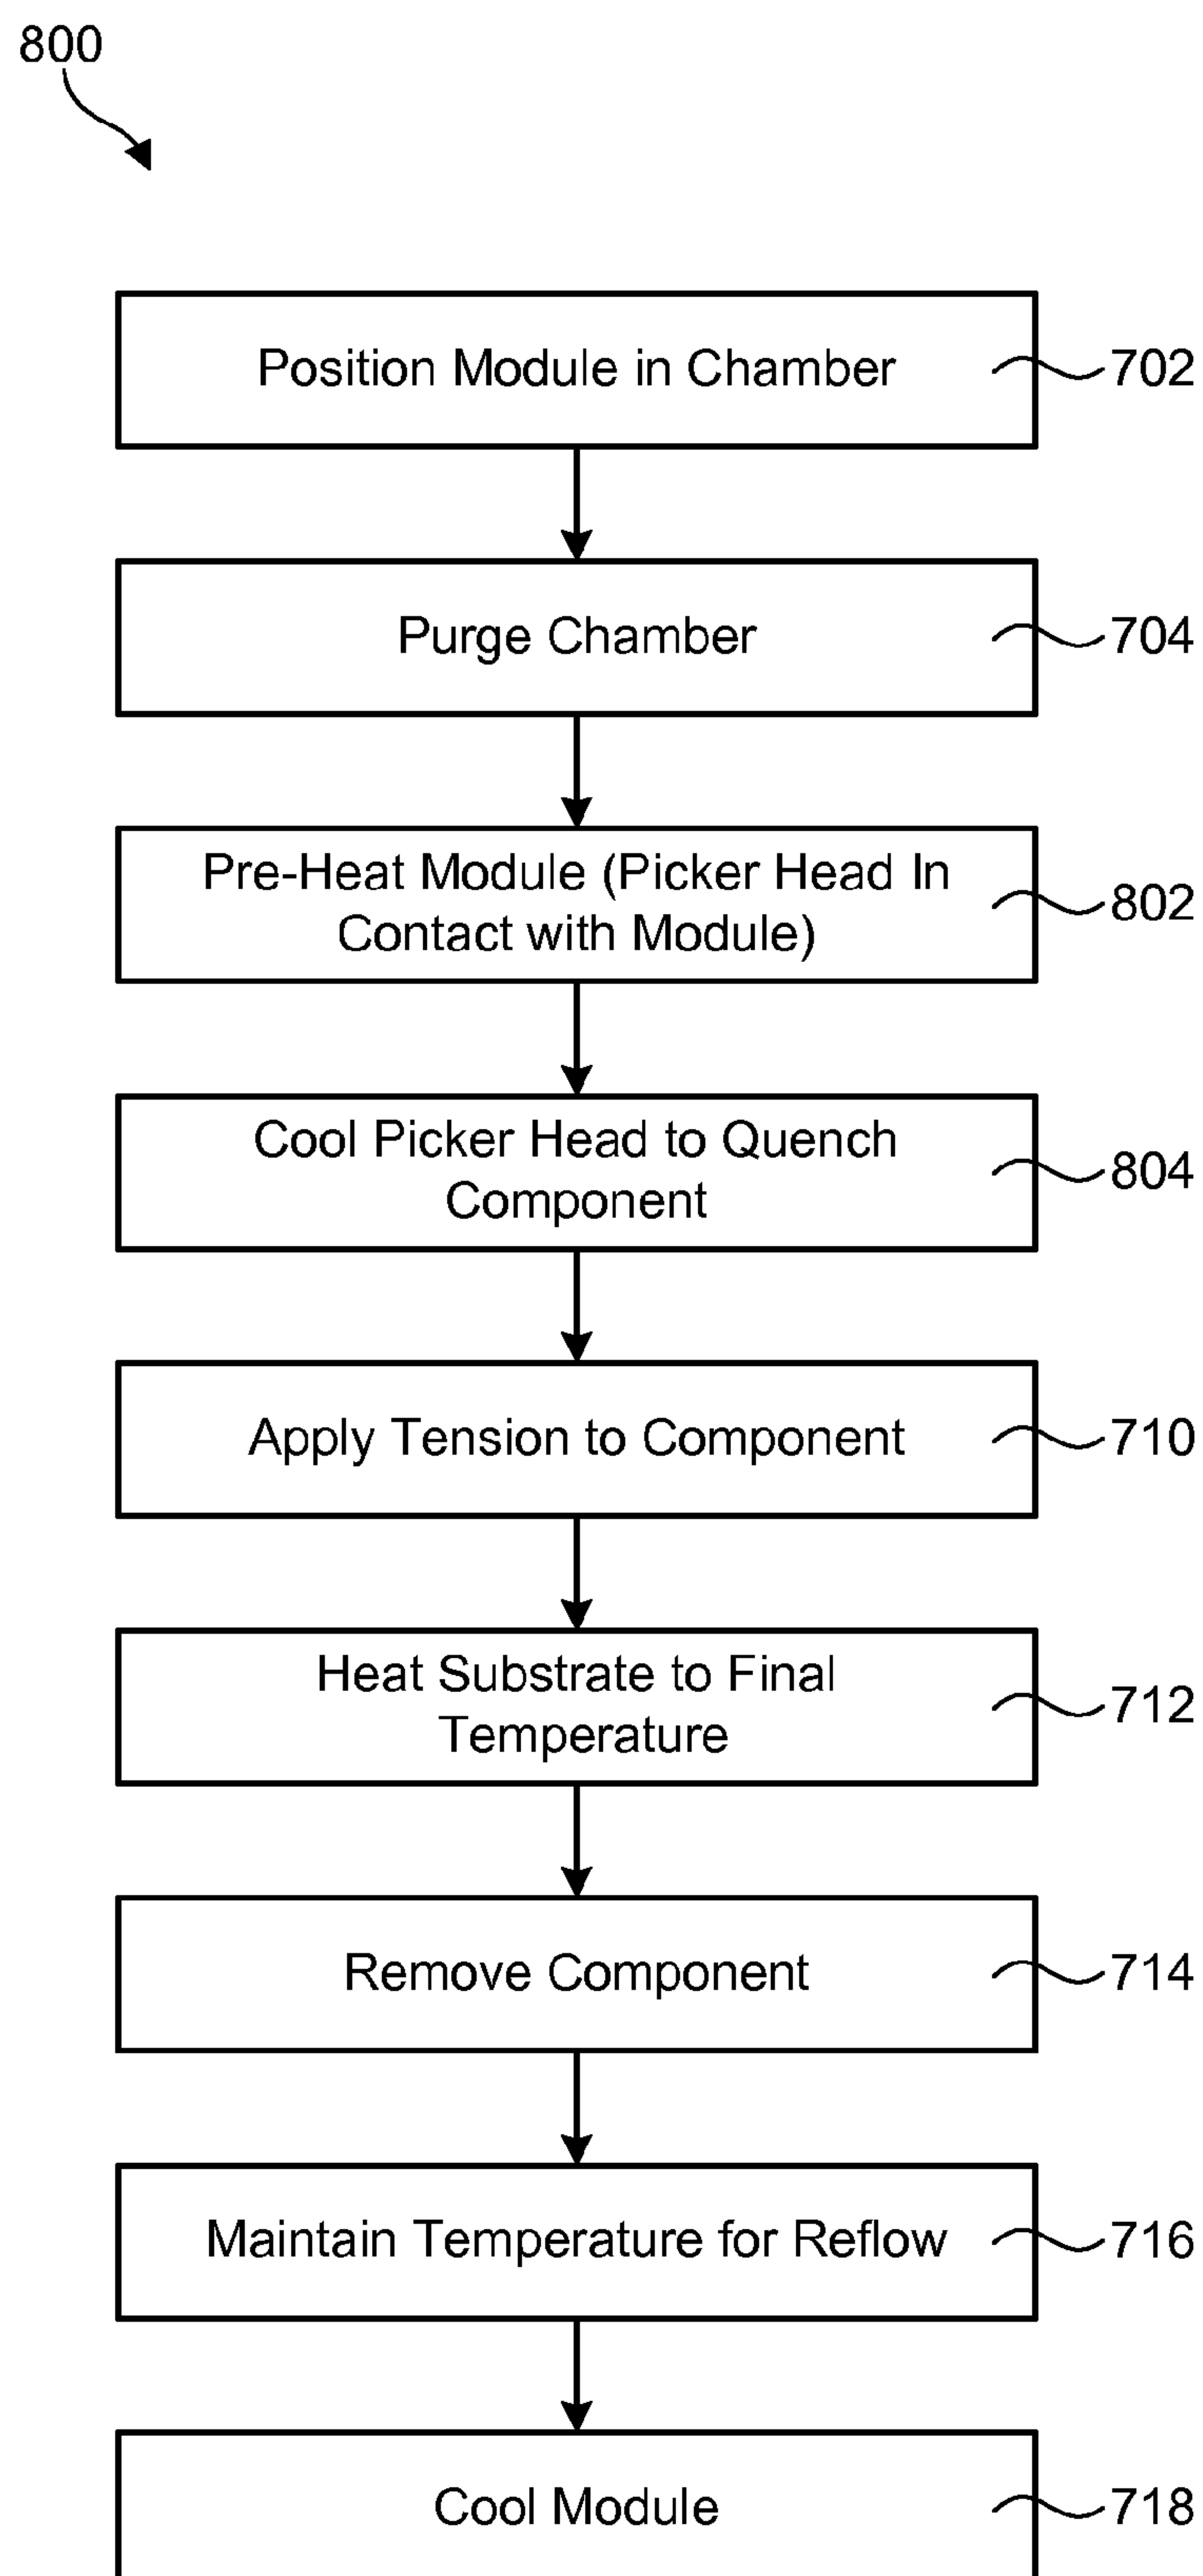 800
Position Module in Chamber
702
Purge Chamber
704
Pre-Heat Module (Picker Head In
Contact with Module)
802
Cool Picker Head to Quench
Component
804
Apply Tension to Component
710
Heat Substrate to Final
Temperature
712
Remove Component
714
Maintain Temperature for Reflow
716
Cool Module
718